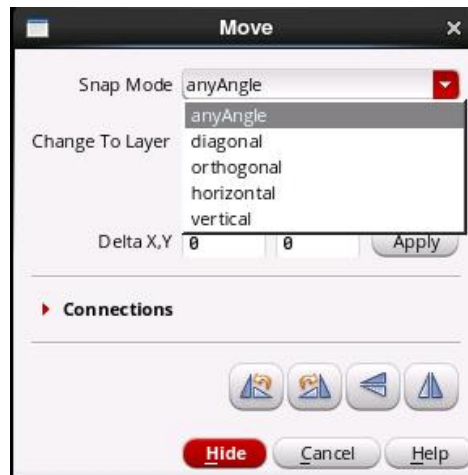 Move
Snap Mode anyAngle
anyAngle
Change To Layer diagonal
orthogonal
horizontal
vertical
Delta X,Y 0 0 Apply
Connections
Hide Cancel Help